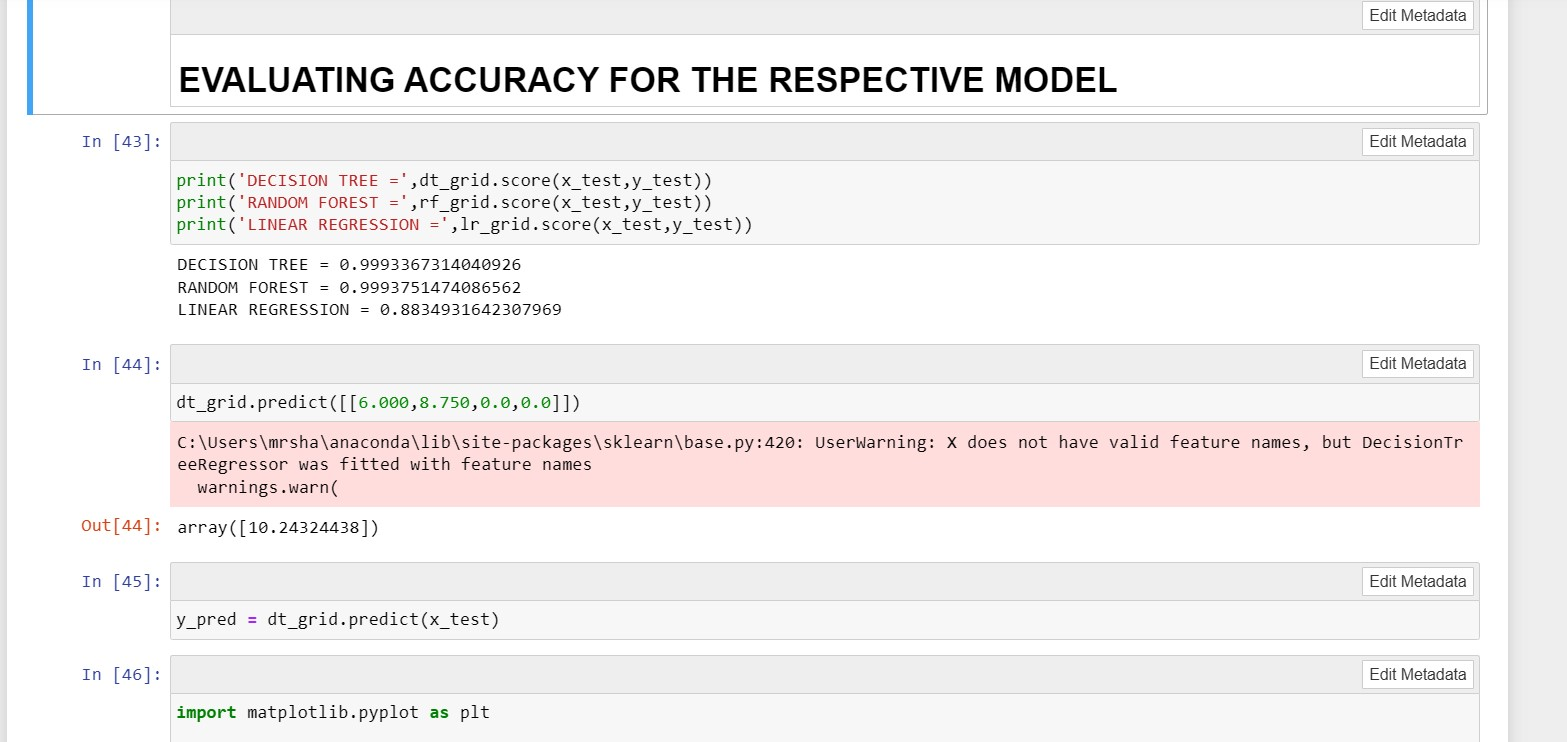 Edit Metadata
EVALUATING ACCURACY FOR THE RESPECTIVE MODEL
In [43]:
Edit Metadata
print('DECISION TREE =',dt_grid.score(x_test,y_test))
print('RANDOM FOREST =',rf_grid.score(x_test,y_test))
print('LINEAR REGRESSION =',lr_grid.score(x_test,y_test))
DECISION TREE = 0.9993367314040926
RANDOM FOREST = 0.9993751474086562
LINEAR REGRESSION = 0.8834931642307969
In [44]:
Edit Metadata
dt_grid.predict([[6.000,8.750,0.0,0.0]])
C:\Users\mrsha\anaconda\lib\site-packages\sklearn\base.py:420: UserWarning: X does not have valid feature names, but DecisionTr
eeRegressor was fitted with feature names
  warnings.warn(
Out[44]: array([10.24324438])
In [45]:
Edit Metadata
y_pred = dt_grid.predict(x_test)
In [46]:
Edit Metadata
import matplotlib.pyplot as plt